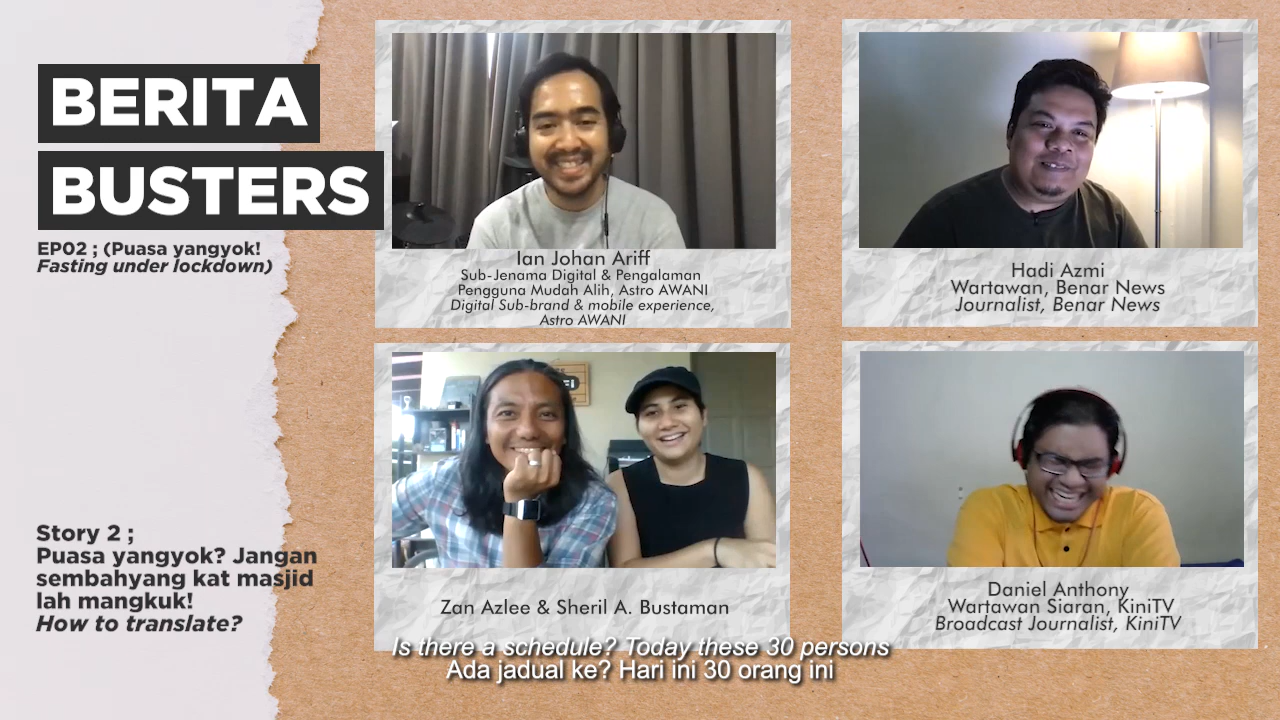 BERITA
BUSTERS
EP02 ; (Puasa yangyok!
Fasting under lockdown)
Ian Johan Ariff
Sub-Jenama Digital & Pengalaman
Pengguna Mudah Alih, Astro AWANI
Digital Sub-brand & mobile experience,
Astro AWANI
Hadi Azmi
Wartawan, Benar News
Journalist, Benar News
Story 2 ;
Puasa yangyok? Jangan
sembahyang kat masjid
lah mangkuk!
How to translate?
Zan Azlee & Sheril A. Bustaman
Daniel Anthony
Wartawan Siaran, KiniTV
Broadcast Journalist, KiniTV
Is there a schedule? Today these 30 persons
Ada jadual ke? Hari ini 30 orang ini